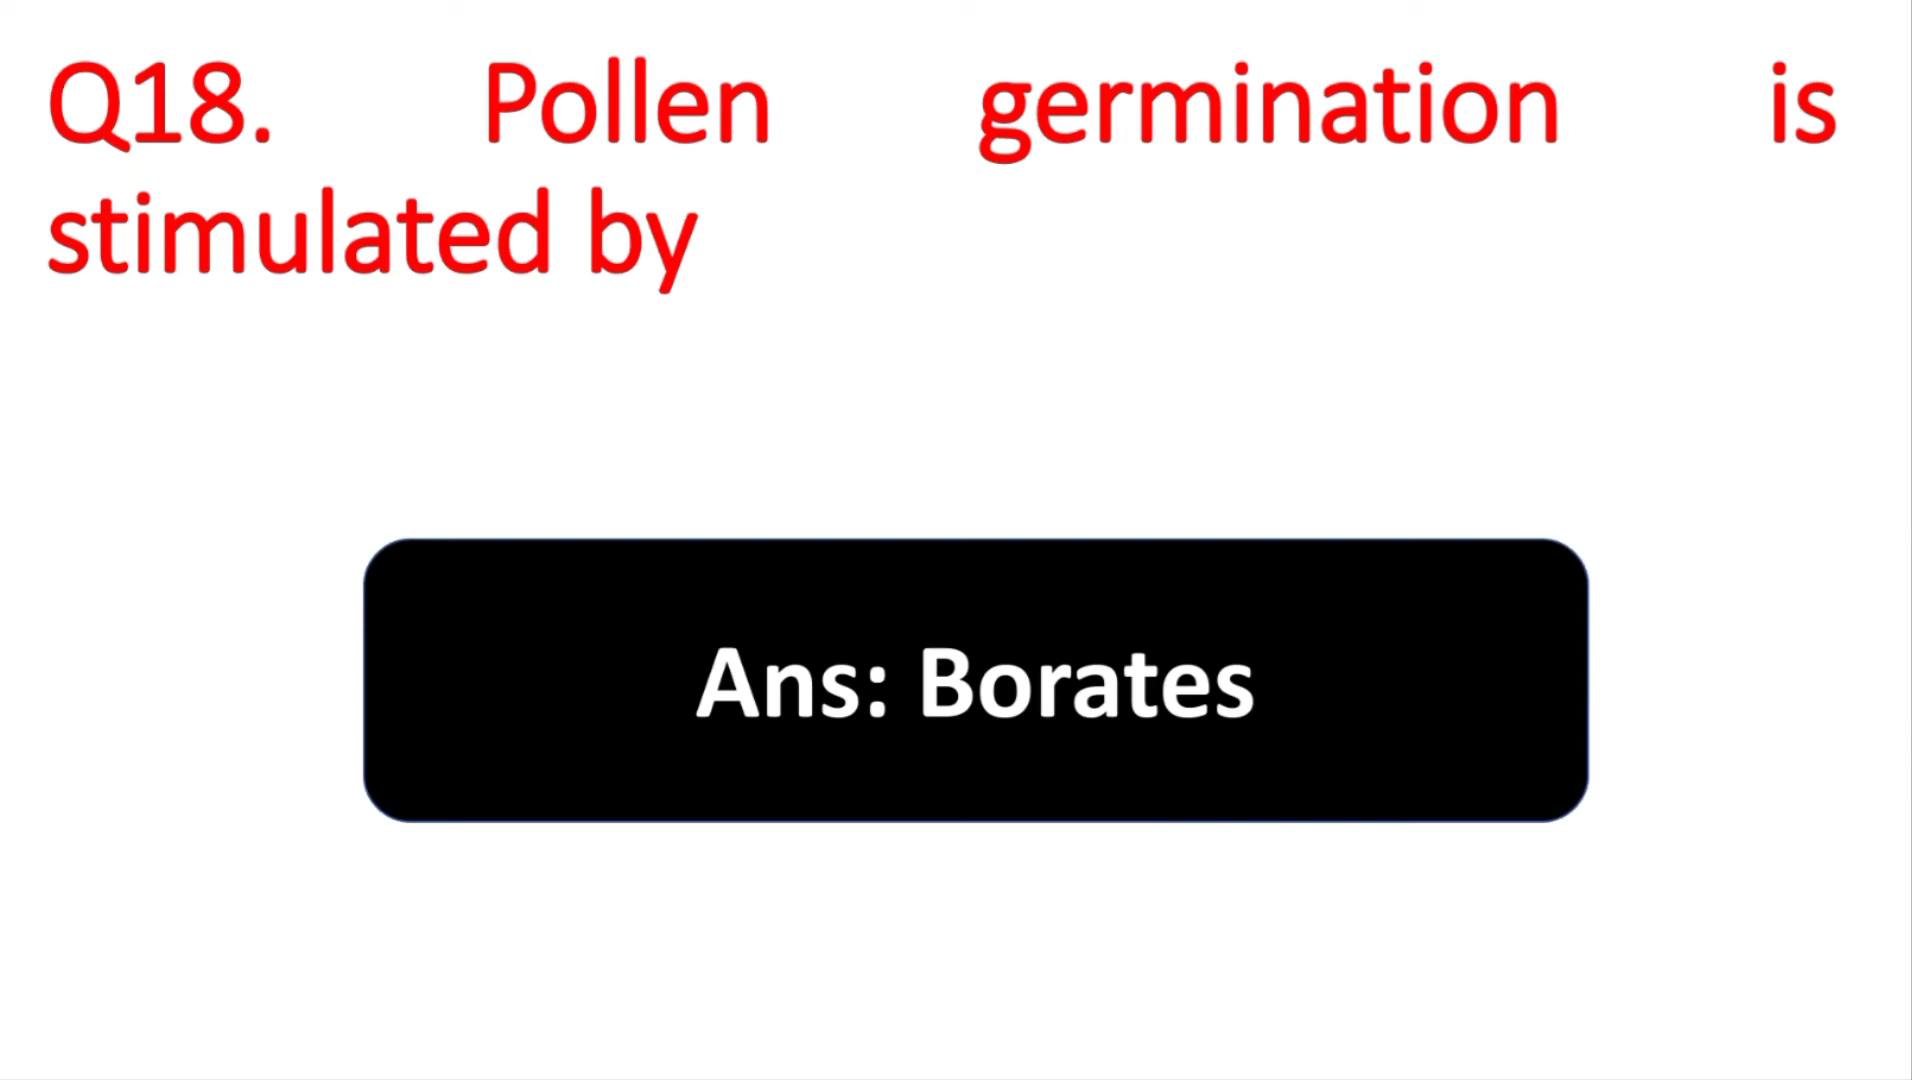 Q18. Pollen germination is
stimulated by
Ans: Borates